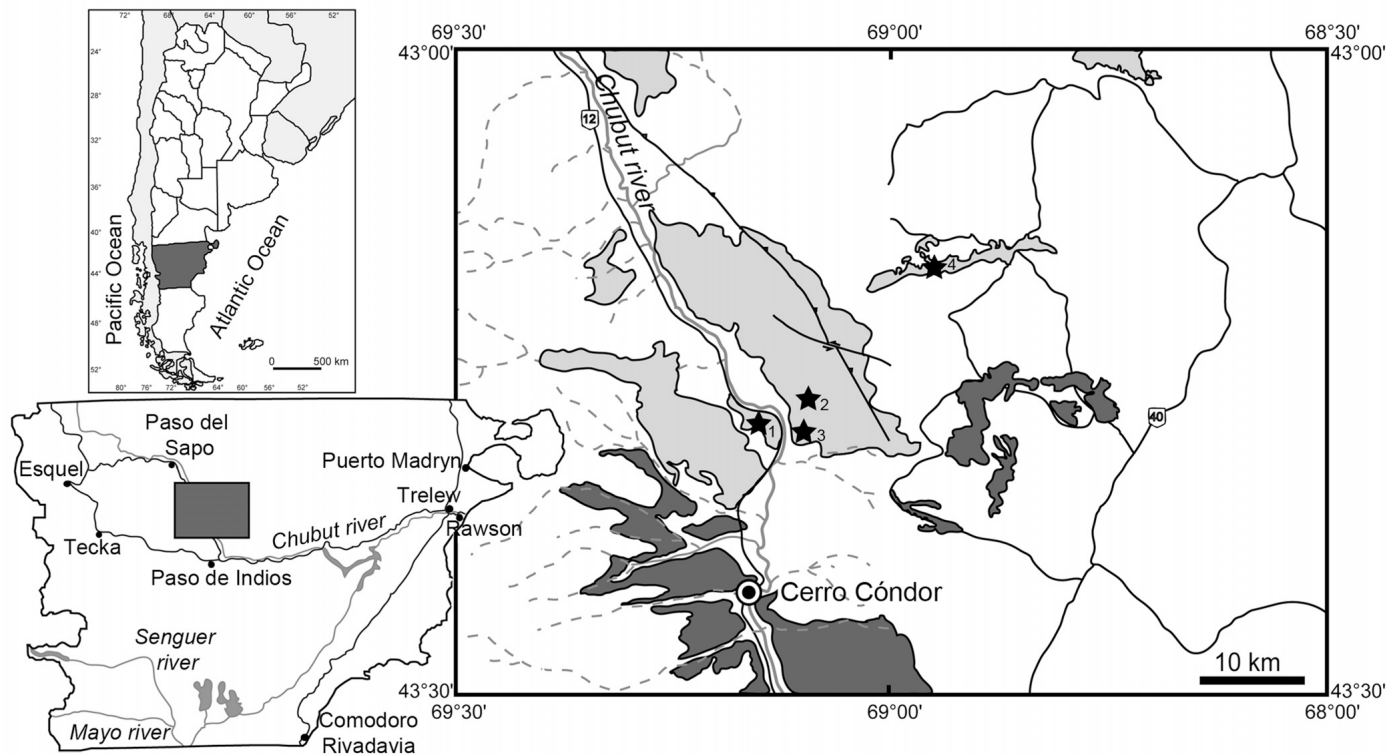 72° 68° 64° 60° 56° 52°
24°
28°
32°
36°
40°
44°
48°
52°
80° 76° 72° 68° 64° 60° 56° 52°
Pacific Ocean
Atlantic Ocean
0 500 km
Paso del
Sapo
Esquel
Puerto Madryn
Trelew
Rawson
Chubut river
Tecka
Paso de Indios
Senguer
river
Mayo river
Comodoro
Rivadavia
69°30' 69°00' 68°30'
43°00' 43°00'
12
Chubut river
4
2
1
3
40
Cerro Cóndor
10 km
43°30' 43°30'
69°30' 69°00' 68°00'